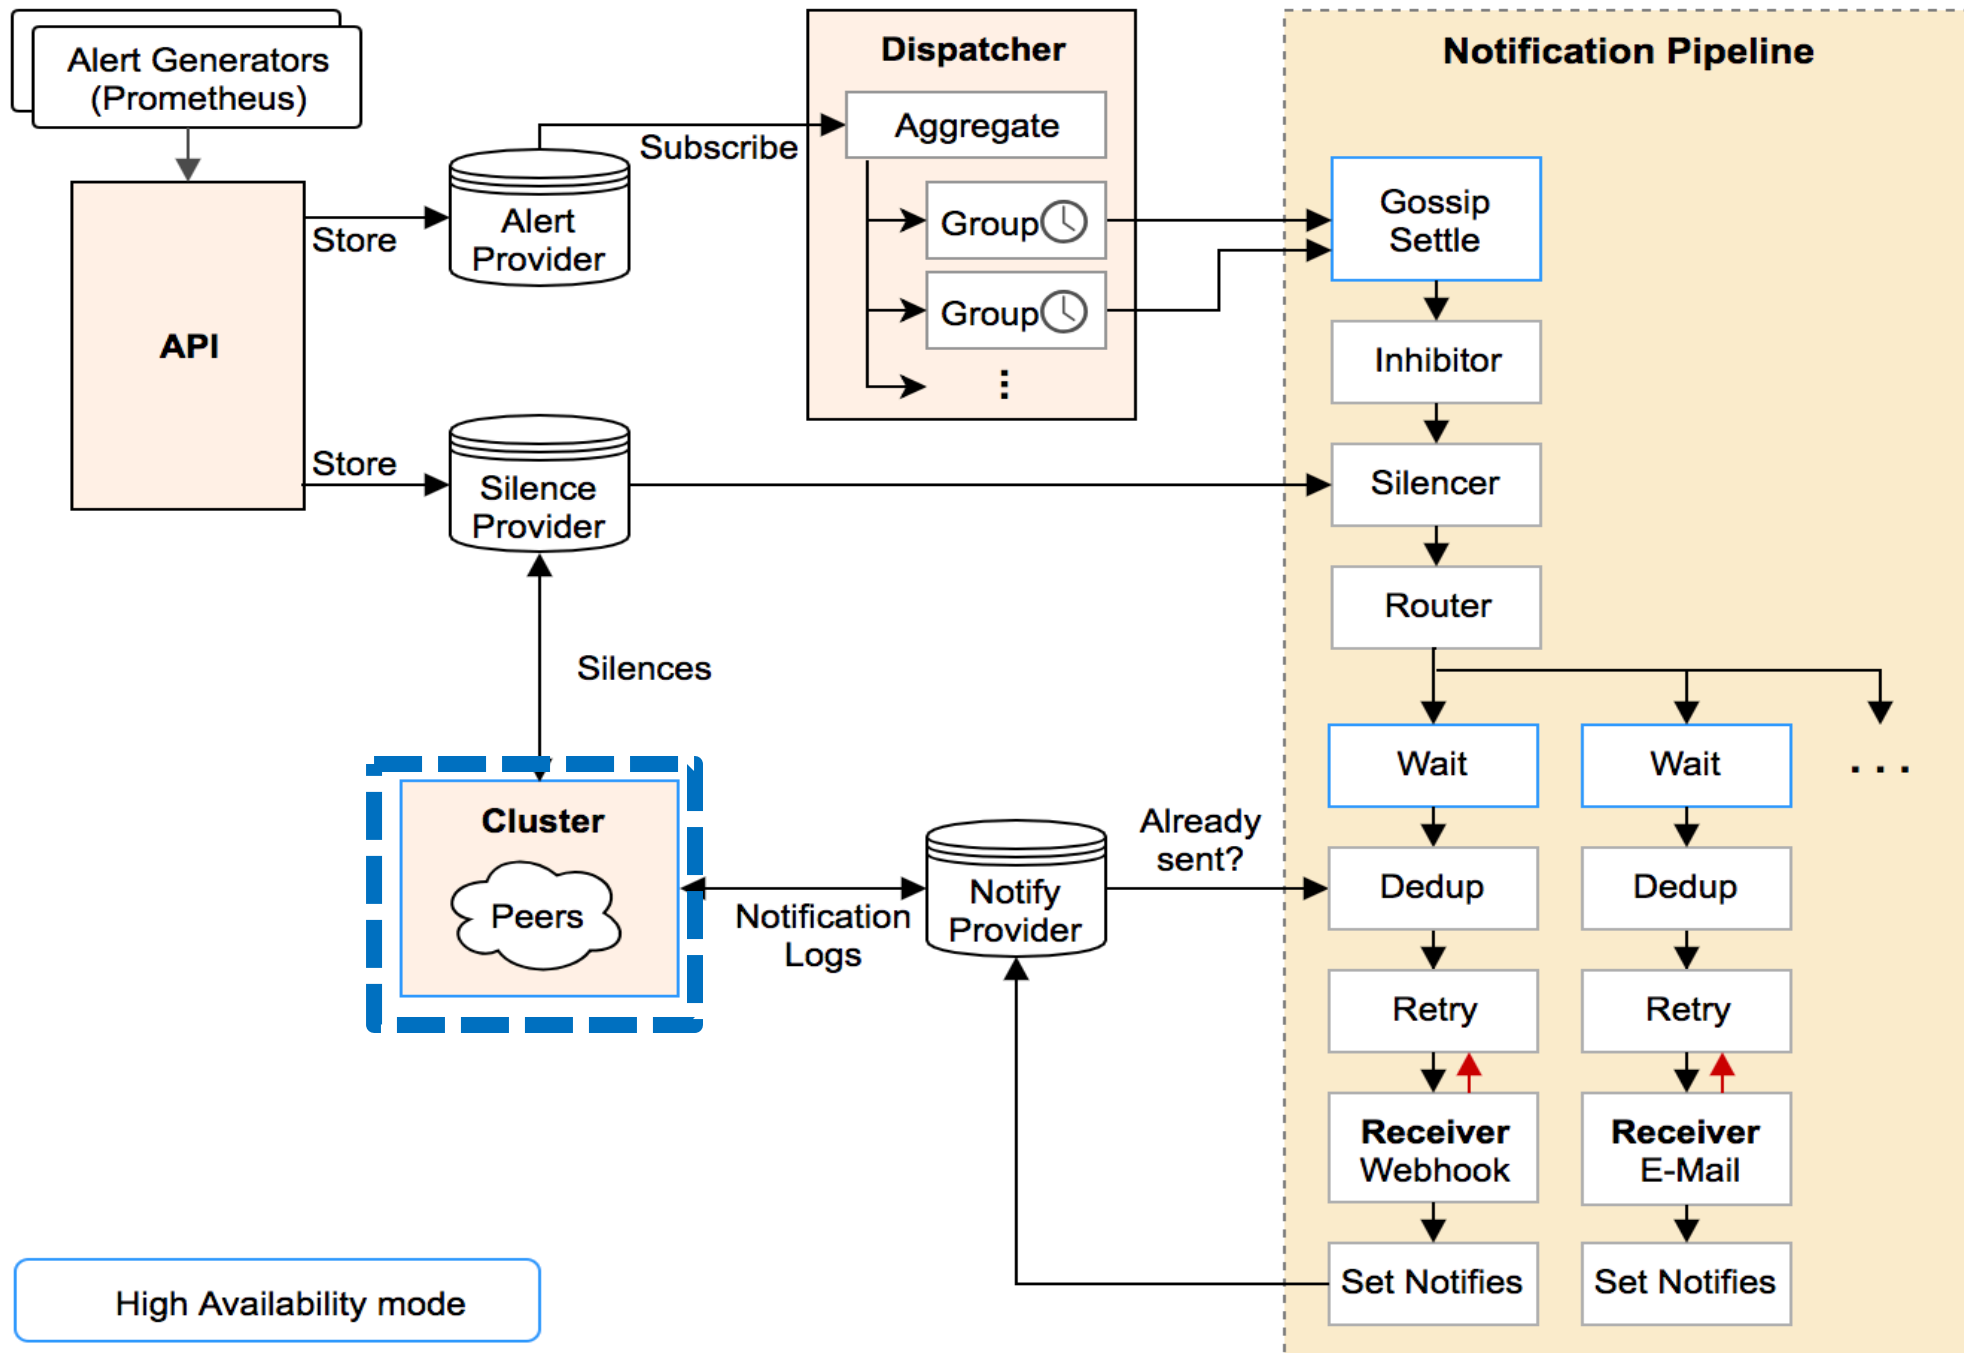 Alert Generators
(Prometheus)
API
Store
Alert
Provider
Subscribe
Dispatcher
Aggregate
Group
Group
Store
Silence
Provider
Silences
Cluster
Peers
Notification
Logs
Notify
Provider
Already
sent?
Notification Pipeline
Gossip
Settle
Inhibitor
Silencer
Router
Wait
Dedup
Retry
Receiver
Webhook
Set Notifies
Wait
Dedup
Retry
Receiver
E-Mail
Set Notifies
. . .
High Availability mode